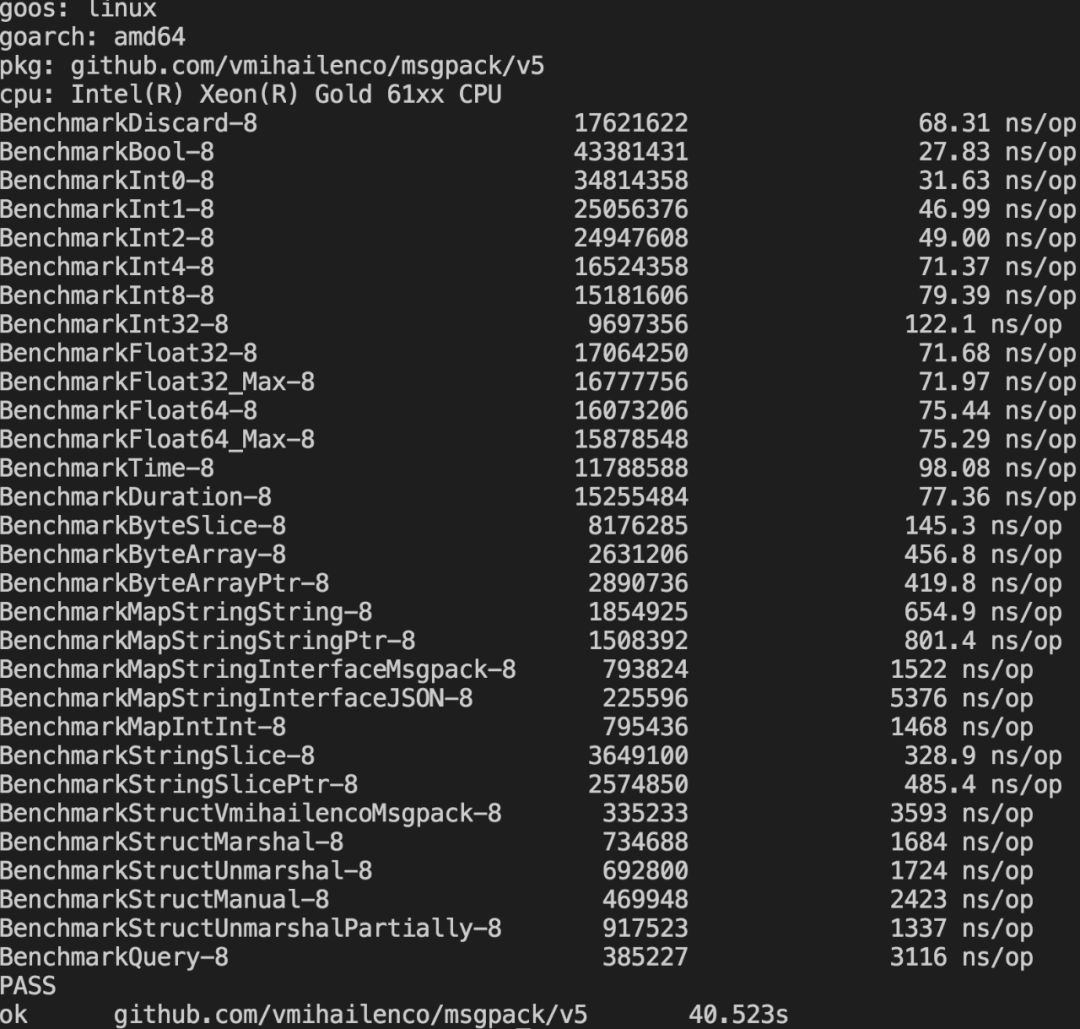 goos: linux
goarch: amd64
pkg: github.com/vmihailenco/msgpack/v5
cpu: Intel(R) Xeon(R) Gold 61xx CPU
BenchmarkDiscard-8 17621622 68.31 ns/op
BenchmarkBool-8 43381431 27.83 ns/op
BenchmarkInt0-8 34814358 31.63 ns/op
BenchmarkInt1-8 25056376 46.99 ns/op
BenchmarkInt2-8 24947608 49.00 ns/op
BenchmarkInt4-8 16524358 71.37 ns/op
BenchmarkInt8-8 15181606 79.39 ns/op
BenchmarkInt32-8 9697356 122.1 ns/op
BenchmarkFloat32-8 17064250 71.68 ns/op
BenchmarkFloat32_Max-8 16777756 71.97 ns/op
BenchmarkFloat64-8 16073206 75.44 ns/op
BenchmarkFloat64_Max-8 15878548 75.29 ns/op
BenchmarkTime-8 11788588 98.08 ns/op
BenchmarkDuration-8 15255484 77.36 ns/op
BenchmarkByteSlice-8 8176285 145.3 ns/op
BenchmarkByteArray-8 2631206 456.8 ns/op
BenchmarkByteArrayPtr-8 2890736 419.8 ns/op
BenchmarkMapStringString-8 1854925 654.9 ns/op
BenchmarkMapStringStringPtr-8 1508392 801.4 ns/op
BenchmarkMapStringInterfaceMsgpack-8 793824 1522 ns/op
BenchmarkMapStringInterfaceJSON-8 225596 5376 ns/op
BenchmarkMapIntInt-8 795436 1468 ns/op
BenchmarkStringSlice-8 3649100 328.9 ns/op
BenchmarkStringSlicePtr-8 2574850 485.4 ns/op
BenchmarkStructVmihailencoMsgpack-8 335233 3593 ns/op
BenchmarkStructMarshal-8 734688 1684 ns/op
BenchmarkStructUnmarshal-8 692800 1724 ns/op
BenchmarkStructManual-8 469948 2423 ns/op
BenchmarkStructUnmarshalPartially-8 917523 1337 ns/op
BenchmarkQuery-8 385227 3116 ns/op
PASS
ok github.com/vmihailenco/msgpack/v5 40.523s